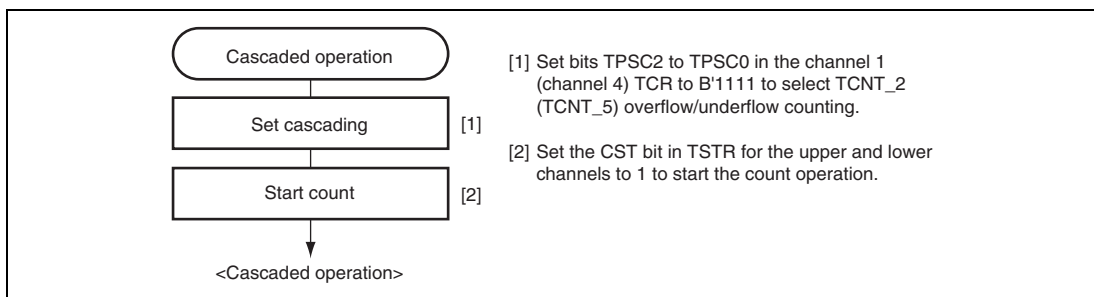 Cascaded operation
Set cascading
[1]
Start count
[2]
<Cascaded operation>
[1] Set bits TPSC2 to TPSC0 in the channel 1
(channel 4) TCR to B'1111 to select TCNT_2
(TCNT_5) overflow/underflow counting.
[2] Set the CST bit in TSTR for the upper and lower
channels to 1 to start the count operation.